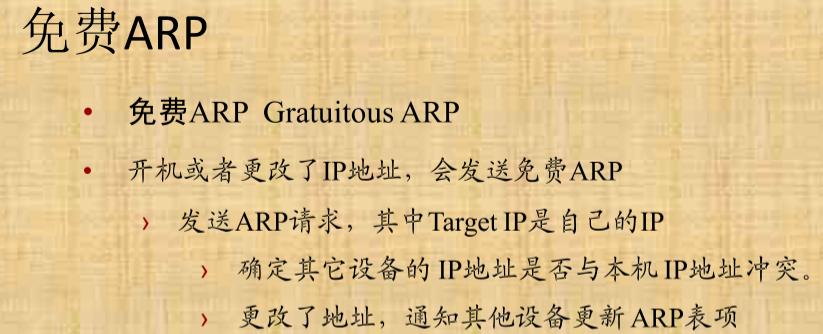 免费ARP
• 免费ARP Gratuitous ARP
• 开机或者更改了IP地址，会发送免费ARP
› 发送ARP请求，其中Target IP是自己的IP
› 确定其它设备的 IP地址是否与本机 IP地址冲突。
› 更改了地址，通知其他设备更新 ARP表项